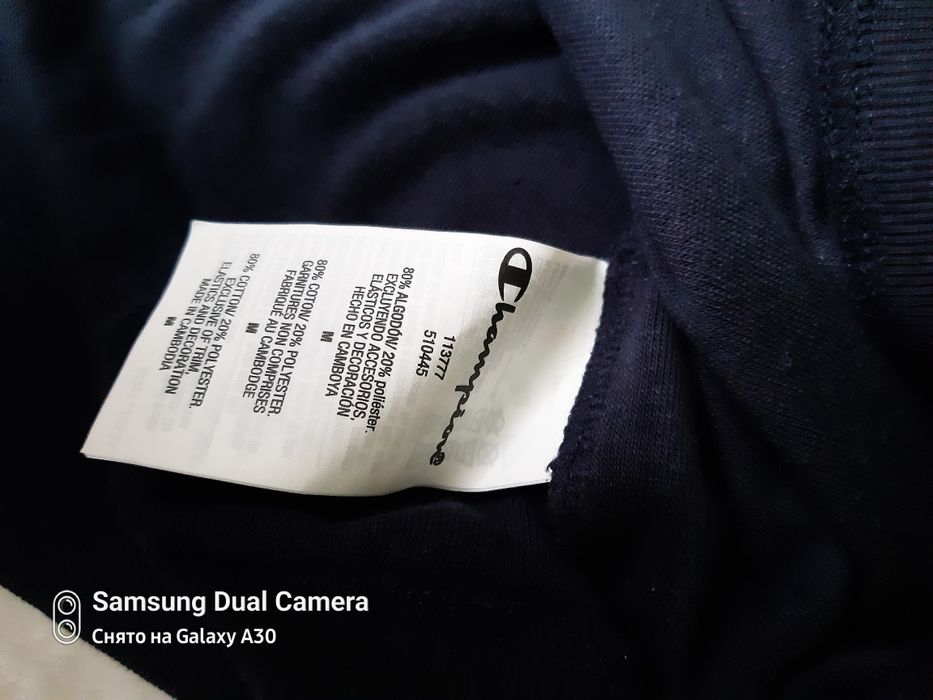 Champion®
113777
510445
80% ALGODÓN/ 20% poliéster.
EXCLUYENDO ACCESORIOS,
ELÁSTICOS Y DECORACIÓN
HECHO EN CAMBOYA
M
80% COTON/ 20% POLYESTER.
GARNITURES NON COMPRISES.
FABRIQUÉ AU CAMBODGE
M
80% COTTON/ 20% POLYESTER.
EXCLUSIVE OF DECORATION
ELASTICS AND TRIM
MADE IN CAMBODIA
M
Samsung Dual Camera
Снято на Galaxy A30